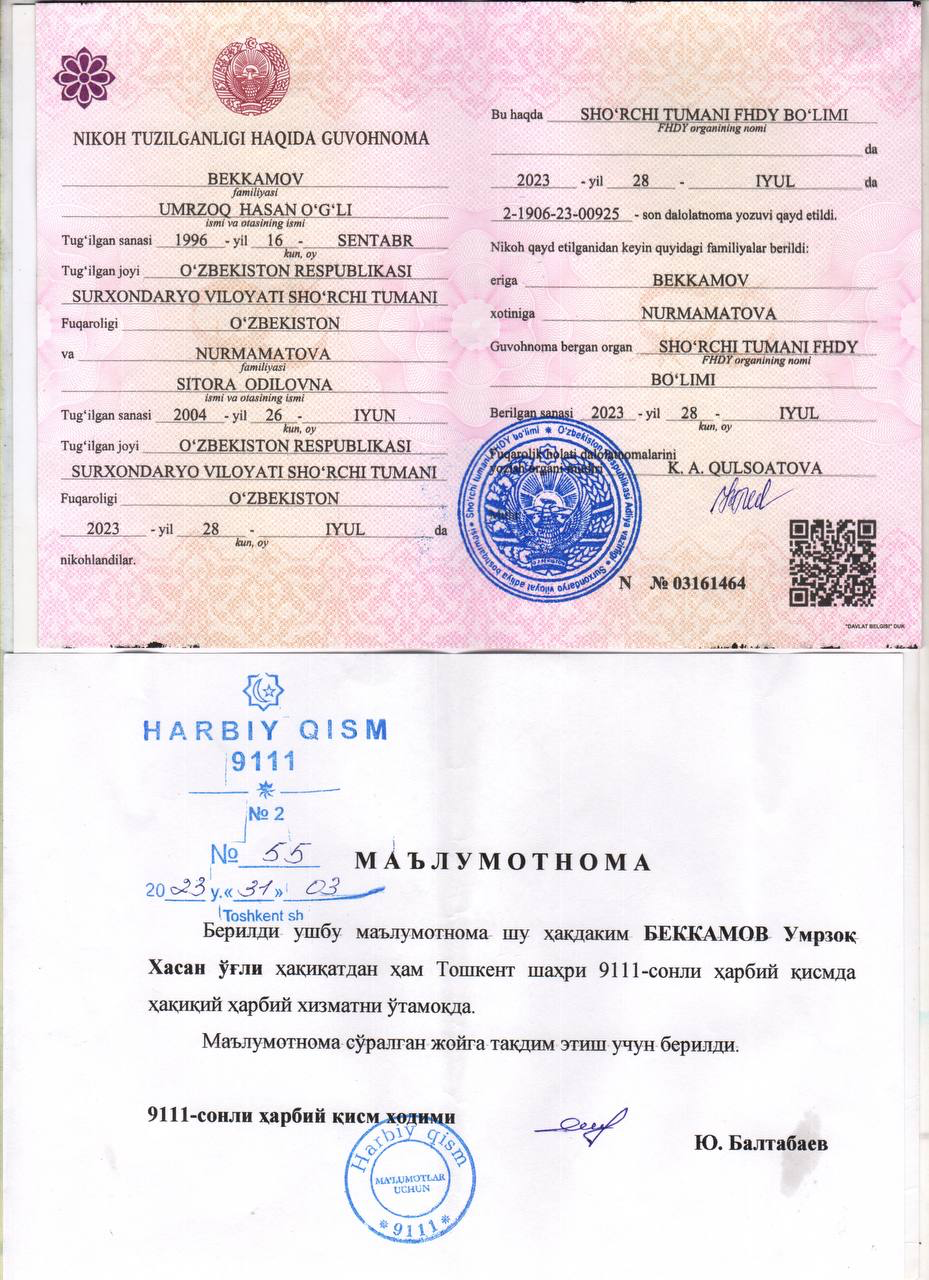 NIKOH TUZILGANLIGI HAQIDA GUVOHNOMA
BEKKAMOV
familiyasi
UMRZOQ HASAN O‘G‘LI
ismi va otasining ismi
Tug‘ilgan sanasi 1996 - yil 16 - SENTABR
kun, oy
Tug‘ilgan joyi O‘ZBEKISTON RESPUBLIKASI
SURXONDARYO VILOYATI SHO‘RCHI TUMANI
Fuqaroligi O‘ZBEKISTON
va NURMAMATOVA
familiyasi
SITORA ODILOVNA
ismi va otasining ismi
Tug‘ilgan sanasi 2004 - yil 26 - IYUN
kun, oy
Tug‘ilgan joyi O‘ZBEKISTON RESPUBLIKASI
SURXONDARYO VILOYATI SHO‘RCHI TUMANI
Fuqaroligi O‘ZBEKISTON
2023 - yil 28 - IYUL da
kun, oy
nikohlandilar.
Bu haqda SHO‘RCHI TUMANI FHDY BO‘LIMI
FHDY organining nomi
da
2023 - yil 28 - IYUL da
2-1906-23-00925 - son dalolatnoma yozuvi qayd etildi.
Nikoh qayd etilganidan keyin quyidagi familiyalar berildi:
eriga BEKKAMOV
xotiniga NURMAMATOVA
Guvohnoma bergan organ SHO‘RCHI TUMANI FHDY
FHDY organining nomi
BO‘LIMI
Berilgan sanasi 2023 - yil 28 - IYUL
kun, oy
Fuqarolik holati dalolatnomalarini
yozish organi mudiri K. A. QULSOATOVA
O‘zbekiston Respublikasi Adliya vazirligi * Surxondaryo viloyat adliya boshqarmasi * Sho‘rchi tumani FHDY bo‘limi *
N № 03161464
"DAVLAT BELGISI" DUK
HARBIY QISM
9111
№ 2
№ 55
2023 y.«31» 03
Toshkent sh
МАЪЛУМОТНОМА
Берилди ушбу маълумотнома шу ҳақдаким БЕККАМОВ Умрзоқ
Хасан ўғли ҳақиқатдан ҳам Тошкент шаҳри 9111-сонли ҳарбий қисмда
ҳақиқий ҳарбий хизматни ўтамоқда.
Маълумотнома сўралган жойга тақдим этиш учун берилди.
9111-сонли ҳарбий қисм ходими
Ю. Балтабаев
Harbiy qism
MA'LUMOTLAR
UCHUN
* 9111 *